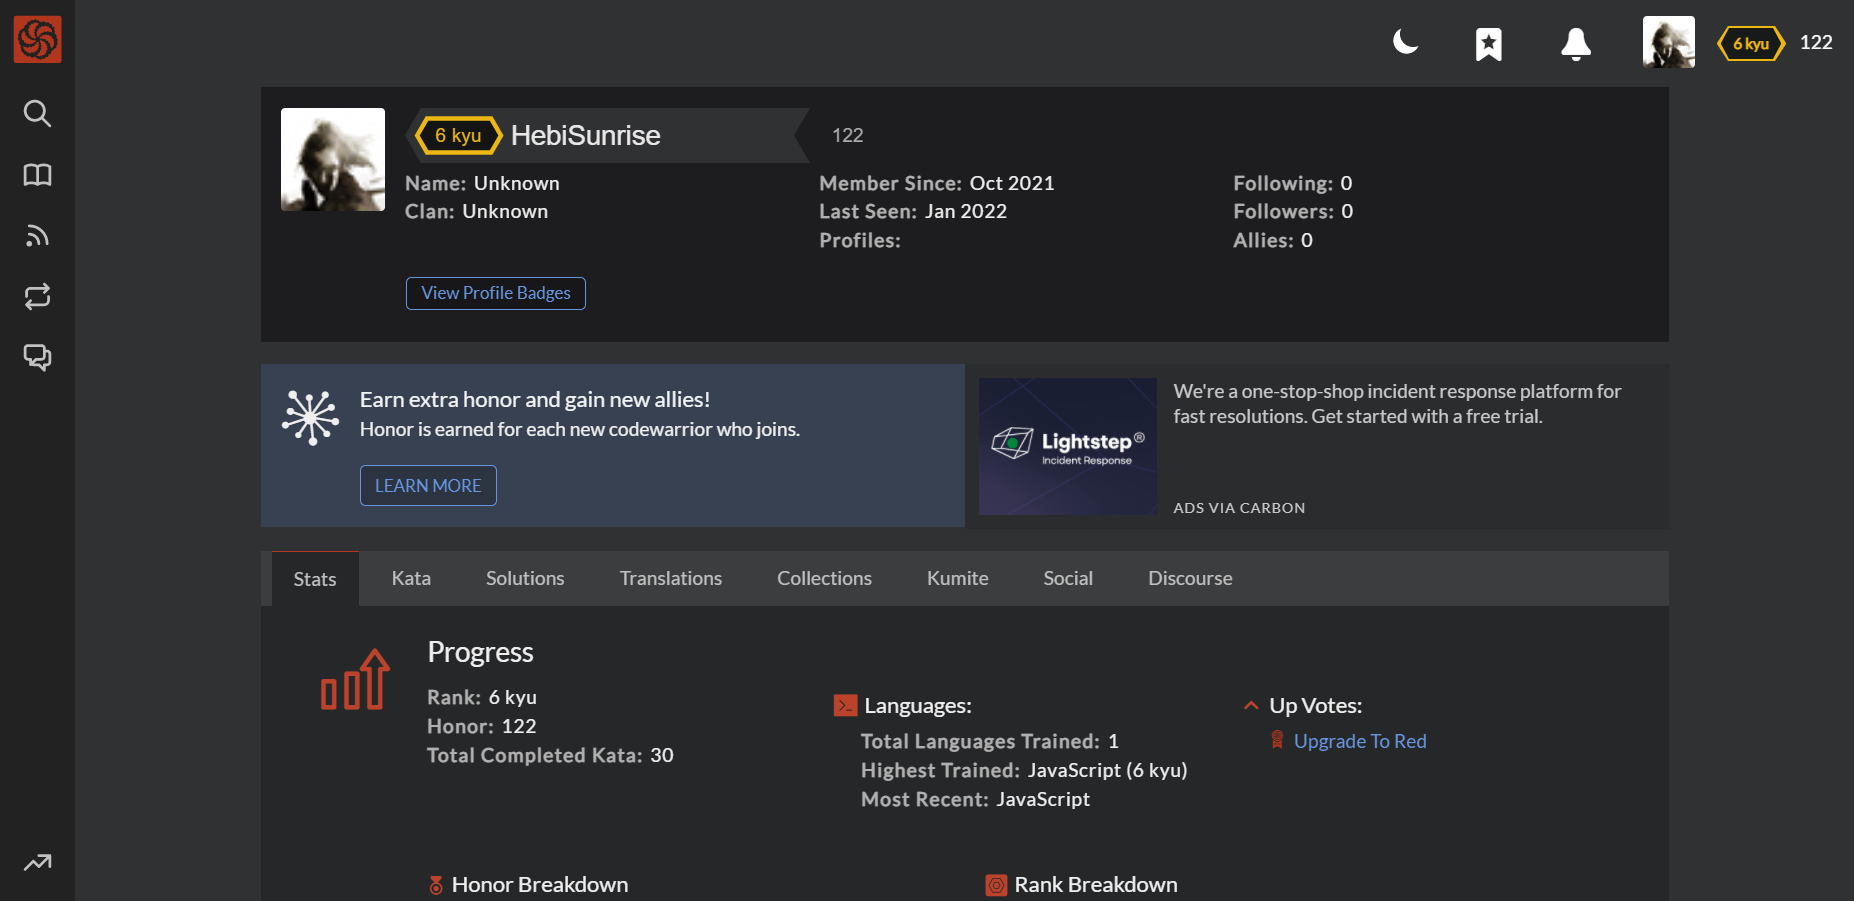 6 kyu 122
6 kyu HebiSunrise 122
Name: Unknown
Clan: Unknown
Member Since: Oct 2021
Last Seen: Jan 2022
Profiles:
Following: 0
Followers: 0
Allies: 0
View Profile Badges
Earn extra honor and gain new allies!
Honor is earned for each new codewarrior who joins.
LEARN MORE
Lightstep®
Incident Response
We're a one-stop-shop incident response platform for
fast resolutions. Get started with a free trial.
ADS VIA CARBON
Stats Kata Solutions Translations Collections Kumite Social Discourse
Progress
Rank: 6 kyu
Honor: 122
Total Completed Kata: 30
Languages:
Total Languages Trained: 1
Highest Trained: JavaScript (6 kyu)
Most Recent: JavaScript
Up Votes:
Upgrade To Red
Honor Breakdown
Rank Breakdown